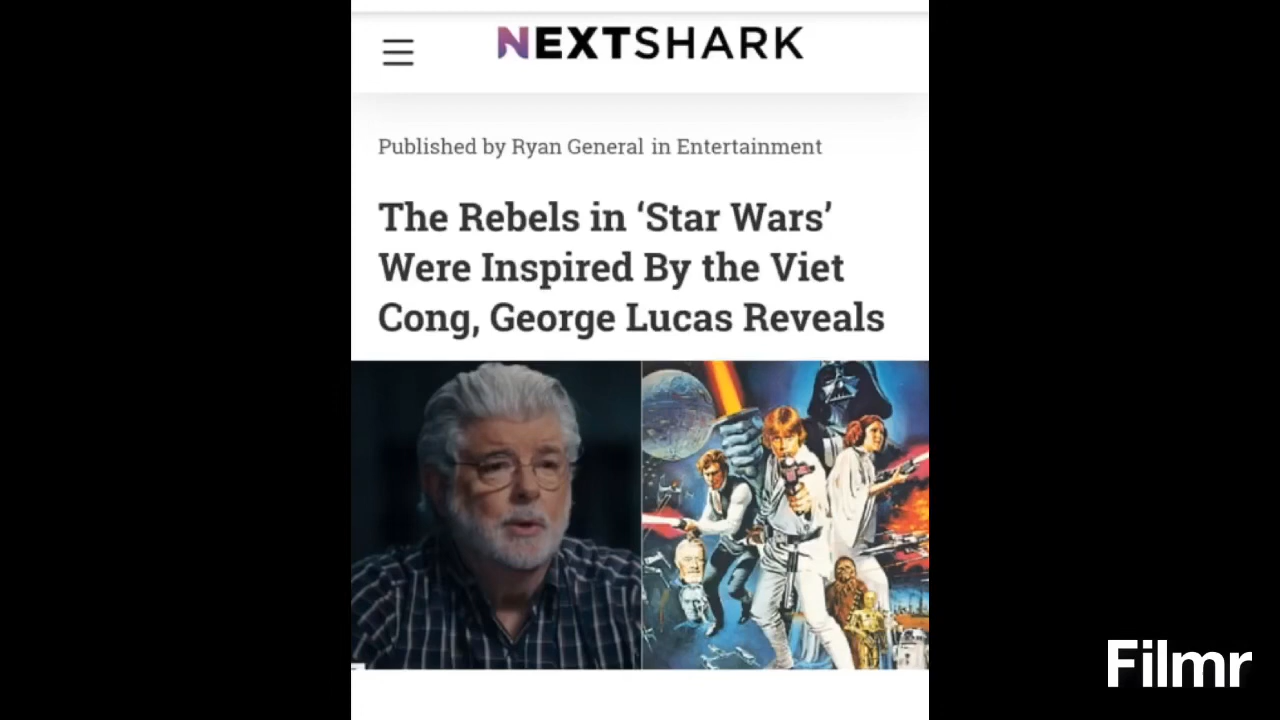 NEXTSHARK
Published by Ryan General in Entertainment
The Rebels in ‘Star Wars’
Were Inspired By the Viet
Cong, George Lucas Reveals
Filmr